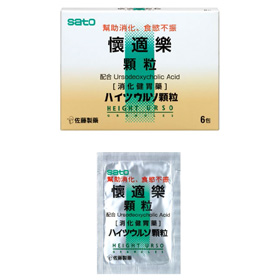 sato
幫助消化、食慾不振
懷適樂
顆粒
配合 Ursodeoxycholic Acid
[消化健胃藥]
ハイツウルソ顆粒
HEIGHT URSO
GRANULES
佐藤製藥
6包
sato
幫助消化、食慾不振
懷適樂
顆粒
配合 Ursodeoxycholic Acid
[消化健胃藥]
ハイツウルソ顆粒
HEIGHT URSO
GRANULES
佐藤製藥